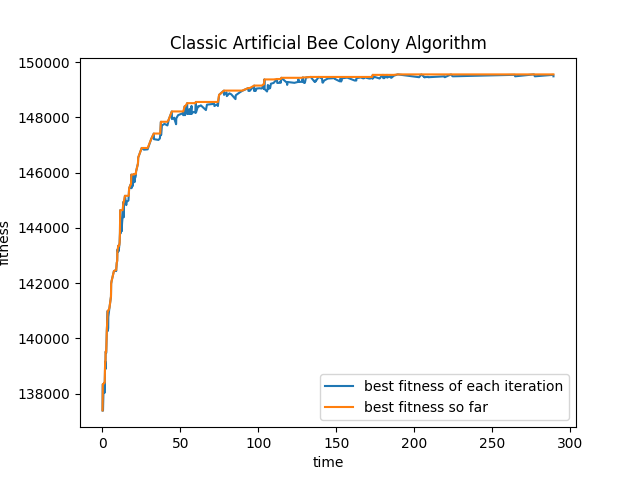 Classic Artificial Bee Colony Algorithm
150000
148000
146000
144000
142000
140000
138000
fitness
0 50 100 150 200 250 300
time
best fitness of each iteration
best fitness so far